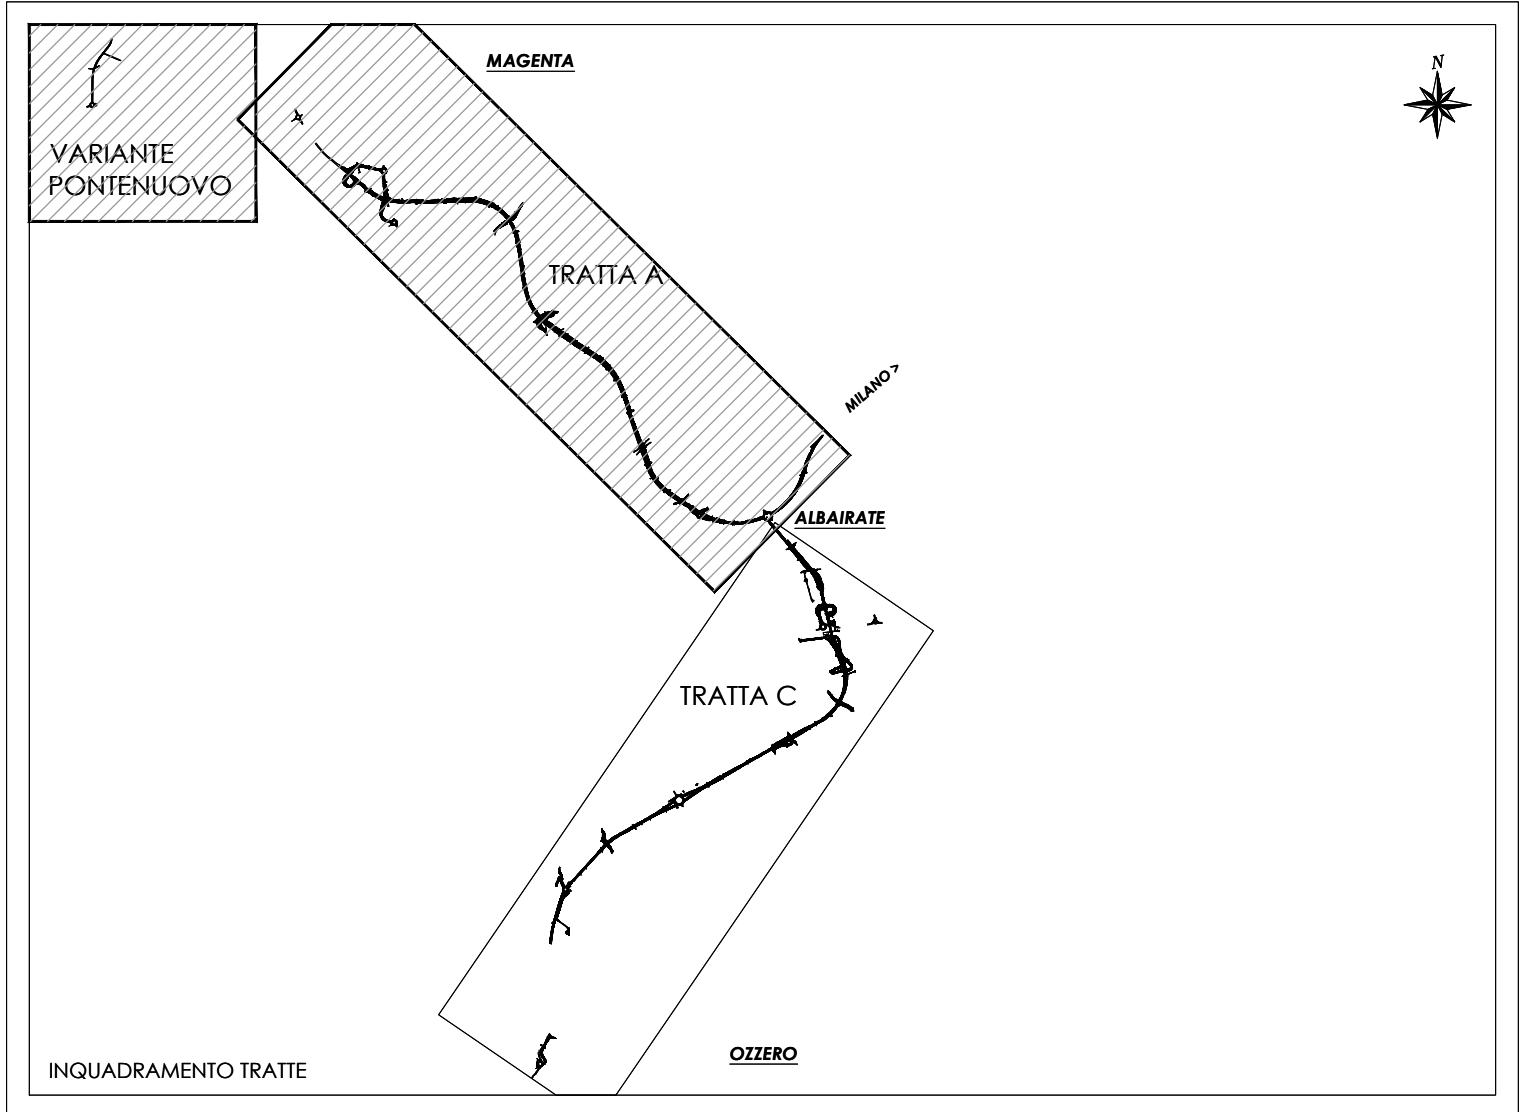 MAGENTA
N
VARIANTE
PONTENUOVO
TRATTA A
MILANO >
ALBAIRATE
TRATTA C
OZZERO
INQUADRAMENTO TRATTE